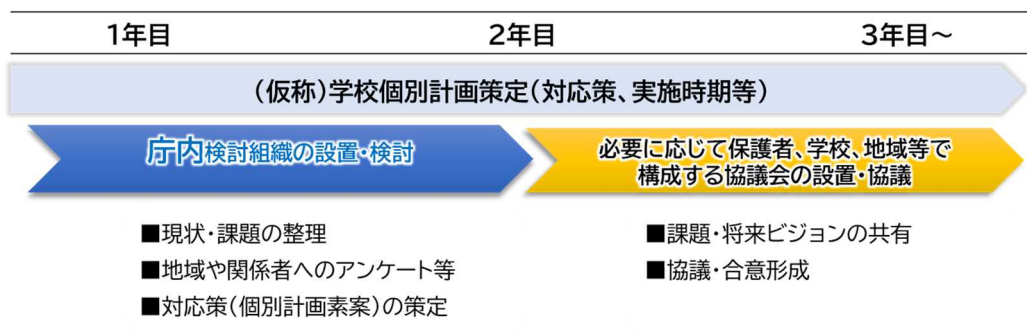 1年目 2年目 3年目～
(仮称)学校個別計画策定(対応策、実施時期等)
庁内検討組織の設置・検討
必要に応じて保護者、学校、地域等で
構成する協議会の設置・協議
■現状・課題の整理
■地域や関係者へのアンケート等
■対応策(個別計画素案)の策定
■課題・将来ビジョンの共有
■協議・合意形成